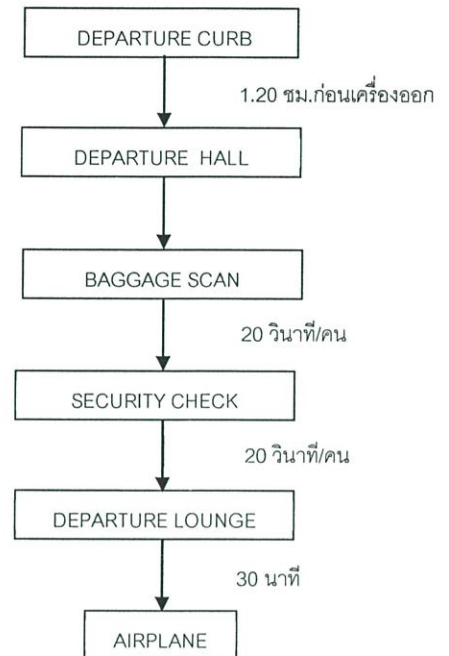 DEPARTURE CURB
1.20 ชม.ก่อนเครื่องออก
DEPARTURE HALL
BAGGAGE SCAN
20 วินาที/คน
SECURITY CHECK
20 วินาที/คน
DEPARTURE LOUNGE
30 นาที
AIRPLANE